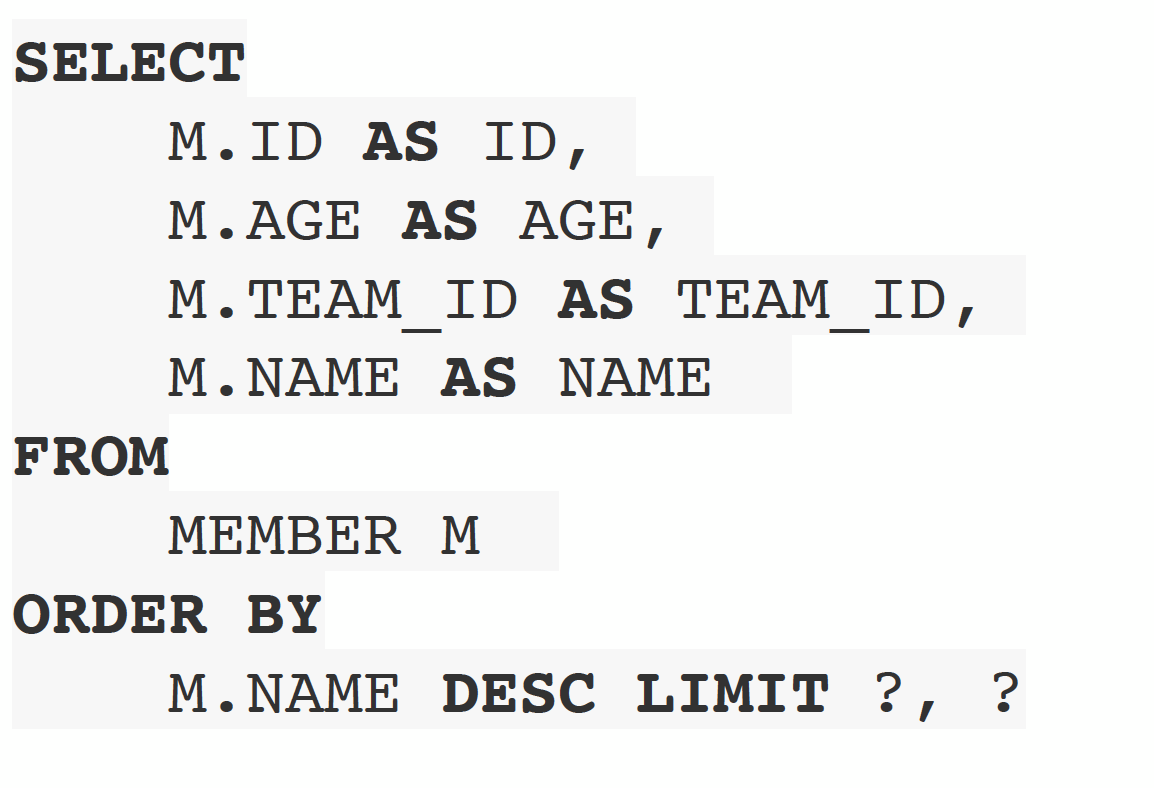 SELECT
M.ID AS ID,
M.AGE AS AGE,
M.TEAM_ID AS TEAM_ID,
M.NAME AS NAME
FROM
MEMBER M
ORDER BY
M.NAME DESC LIMIT ?, ?